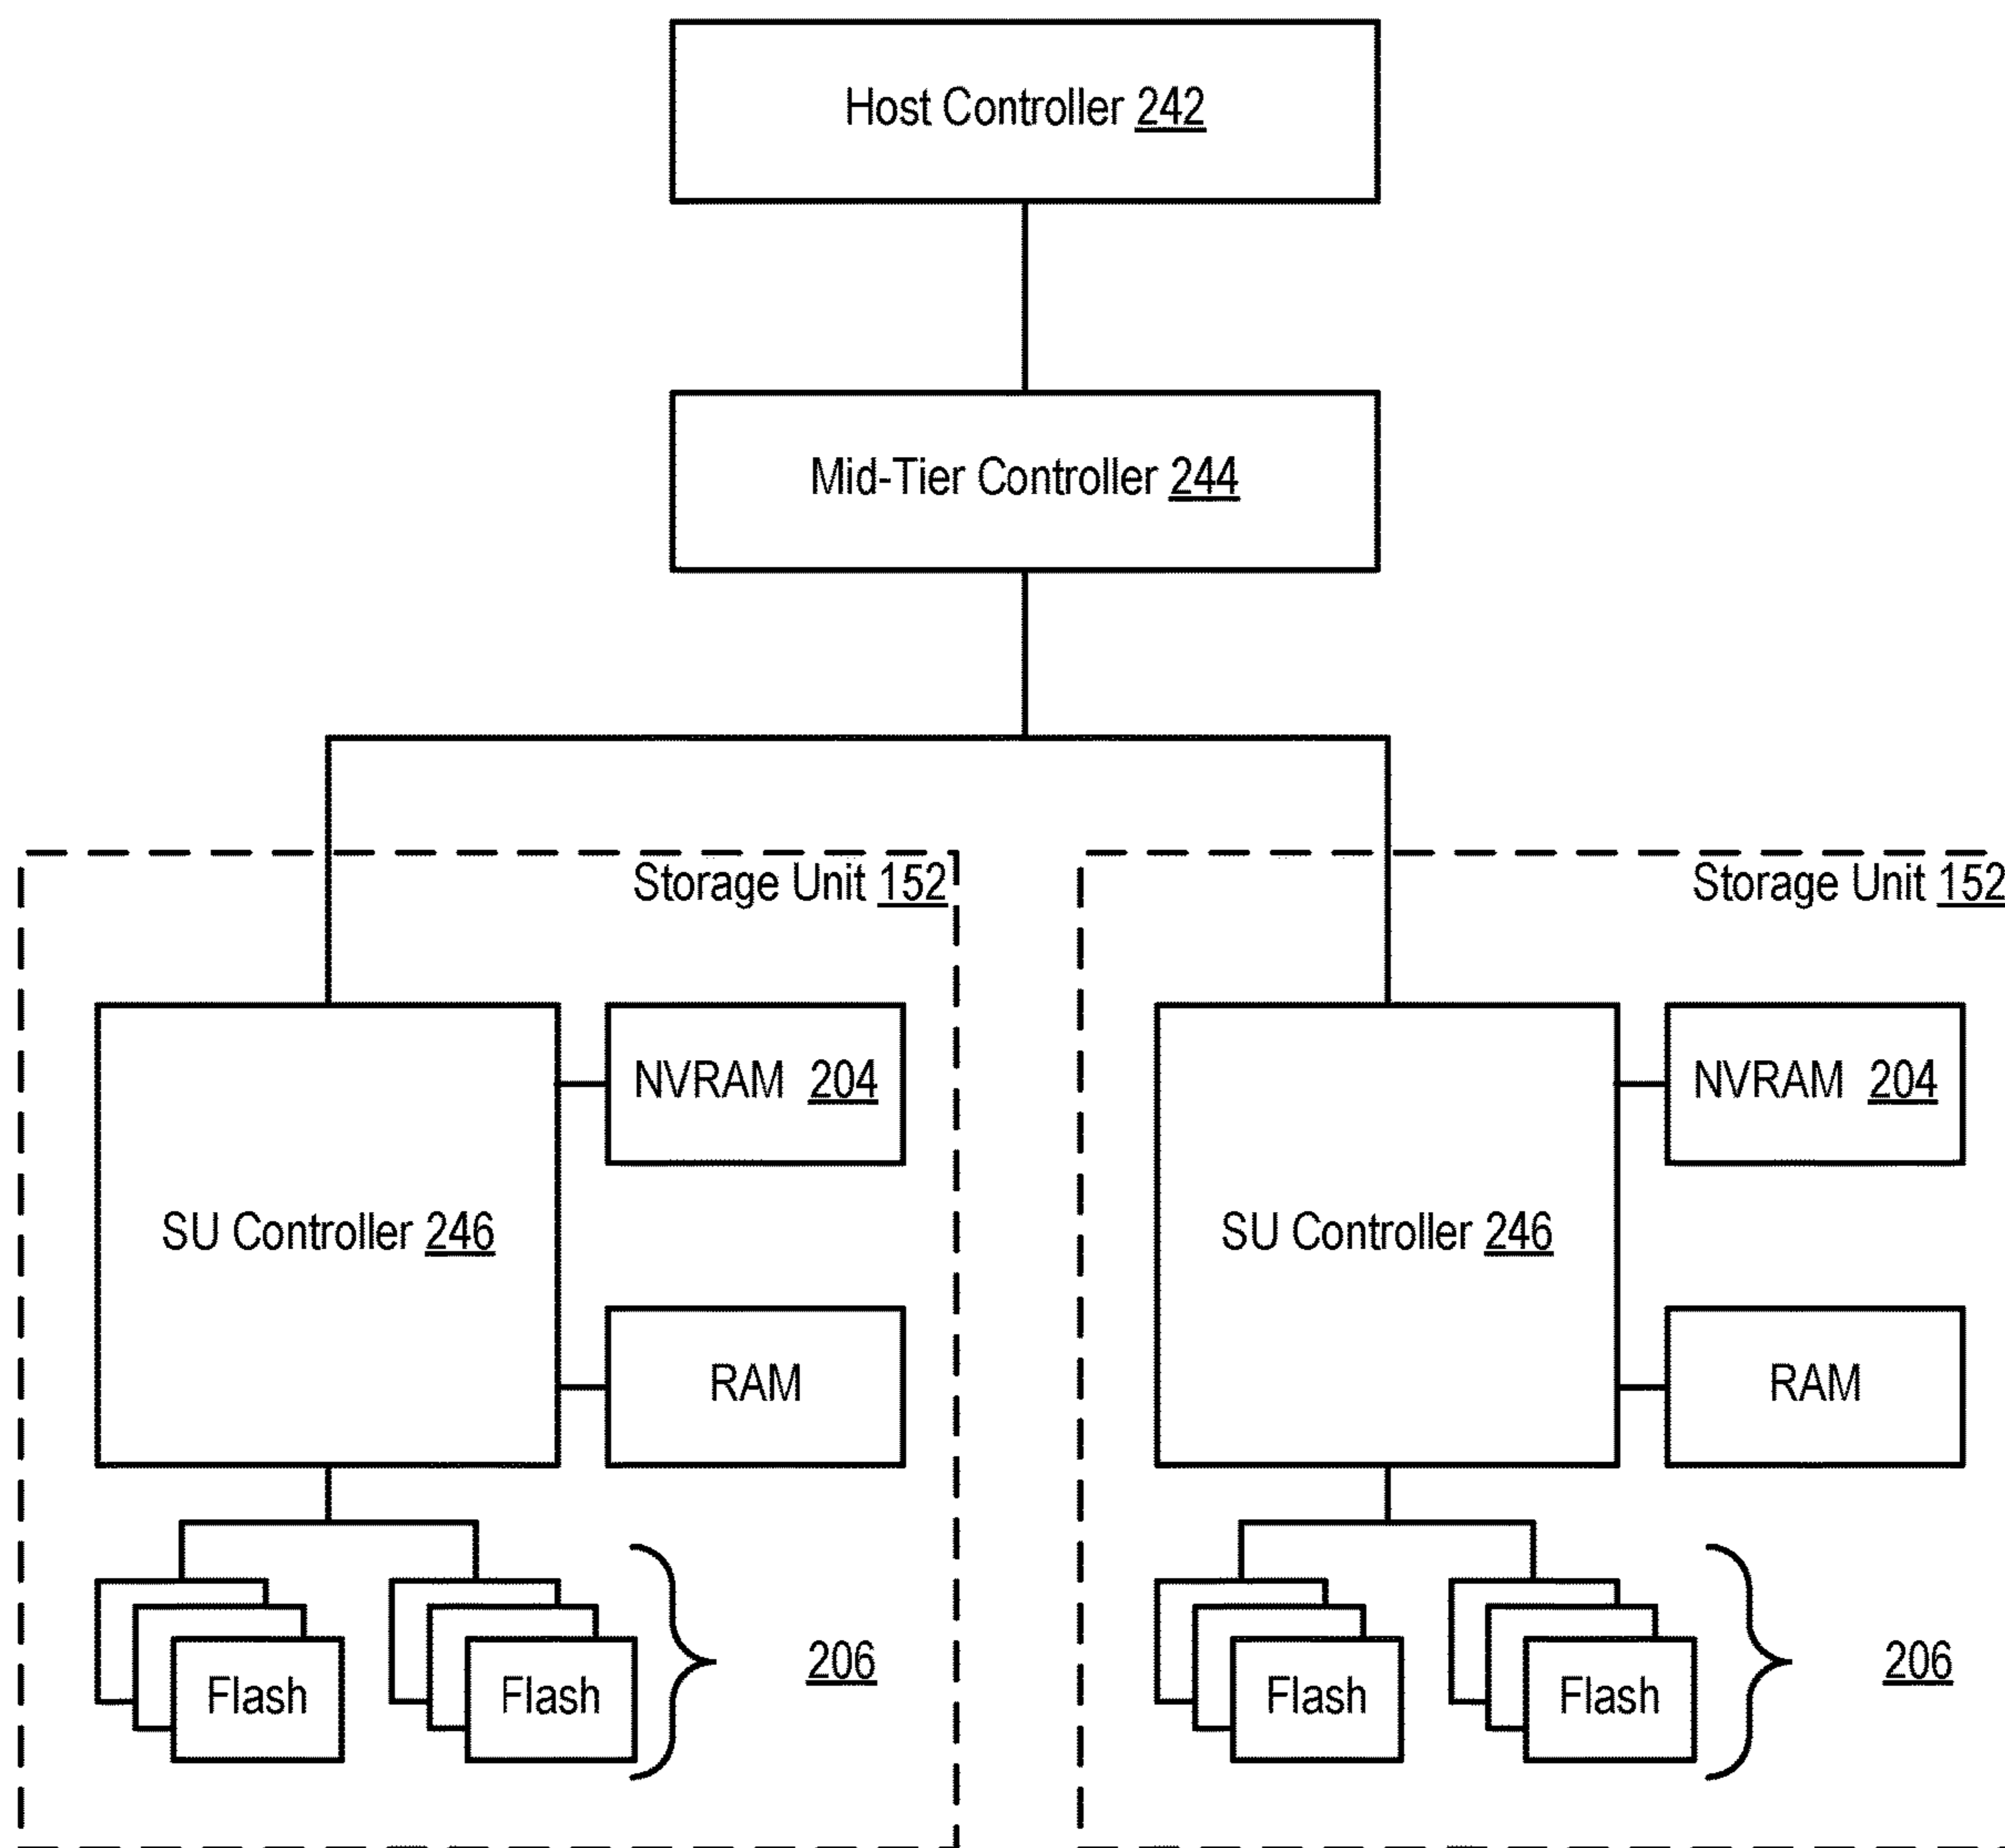 Host Controller 242
Mid-Tier Controller 244
Storage Unit 152
NVRAM 204
SU Controller 246
RAM
Flash
Flash
206
Storage Unit 152
NVRAM 204
SU Controller 246
RAM
Flash
Flash
206